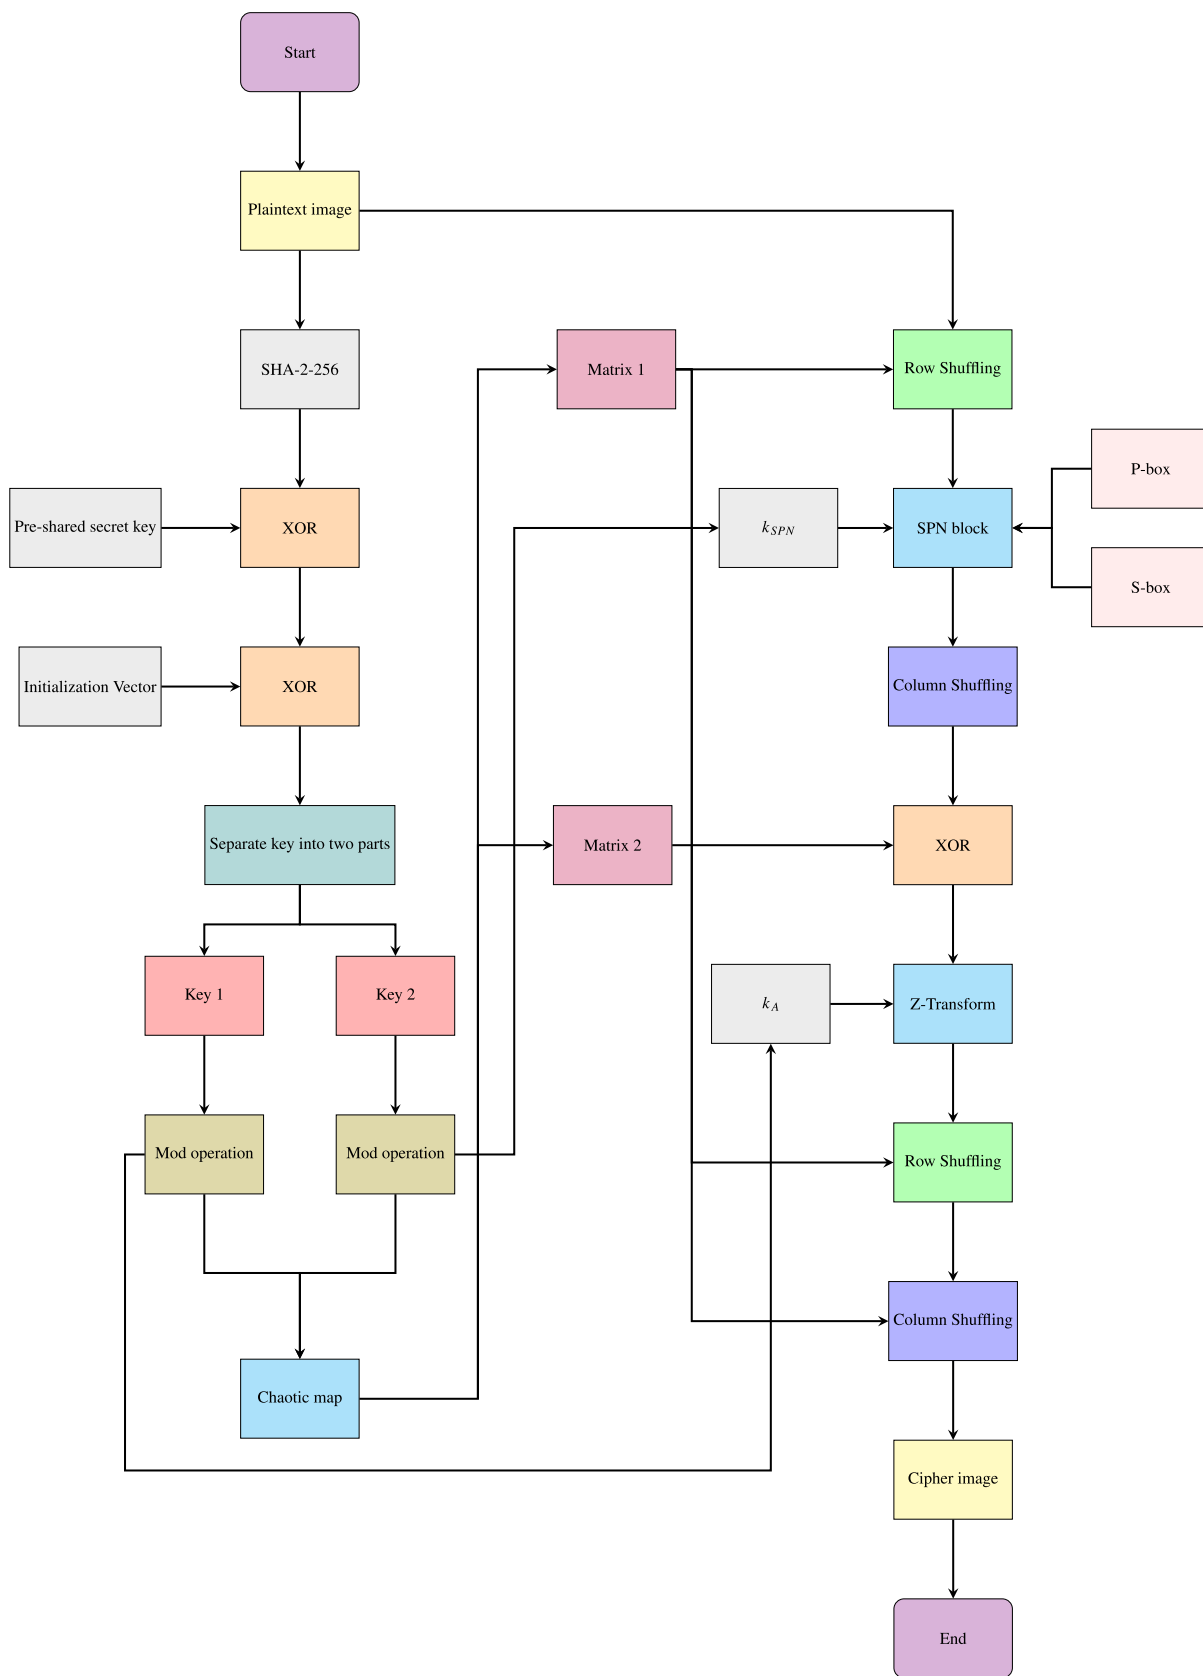 Start
Plaintext image
SHA-2-256
Matrix 1
Row Shuffling
P-box
Pre-shared secret key
XOR
k_{SPN}
SPN block
S-box
Initialization Vector
XOR
Column Shuffling
Separate key into two parts
Matrix 2
XOR
Key 1
Key 2
k_A
Z-Transform
Mod operation
Mod operation
Row Shuffling
Column Shuffling
Chaotic map
Cipher image
End